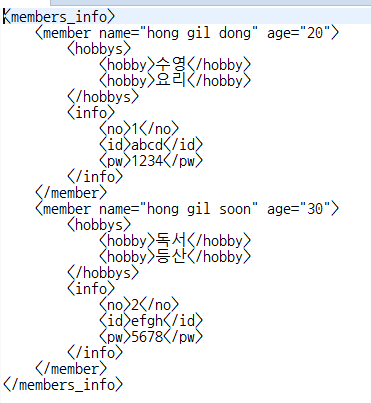 <members_info>
    <member name="hong gil dong" age="20">
        <hobbys>
            <hobby>수영</hobby>
            <hobby>요리</hobby>
        </hobbys>
        <info>
            <no>1</no>
            <id>abcd</id>
            <pw>1234</pw>
        </info>
    </member>
    <member name="hong gil soon" age="30">
        <hobbys>
            <hobby>독서</hobby>
            <hobby>등산</hobby>
        </hobbys>
        <info>
            <no>2</no>
            <id>efgh</id>
            <pw>5678</pw>
        </info>
    </member>
</members_info>